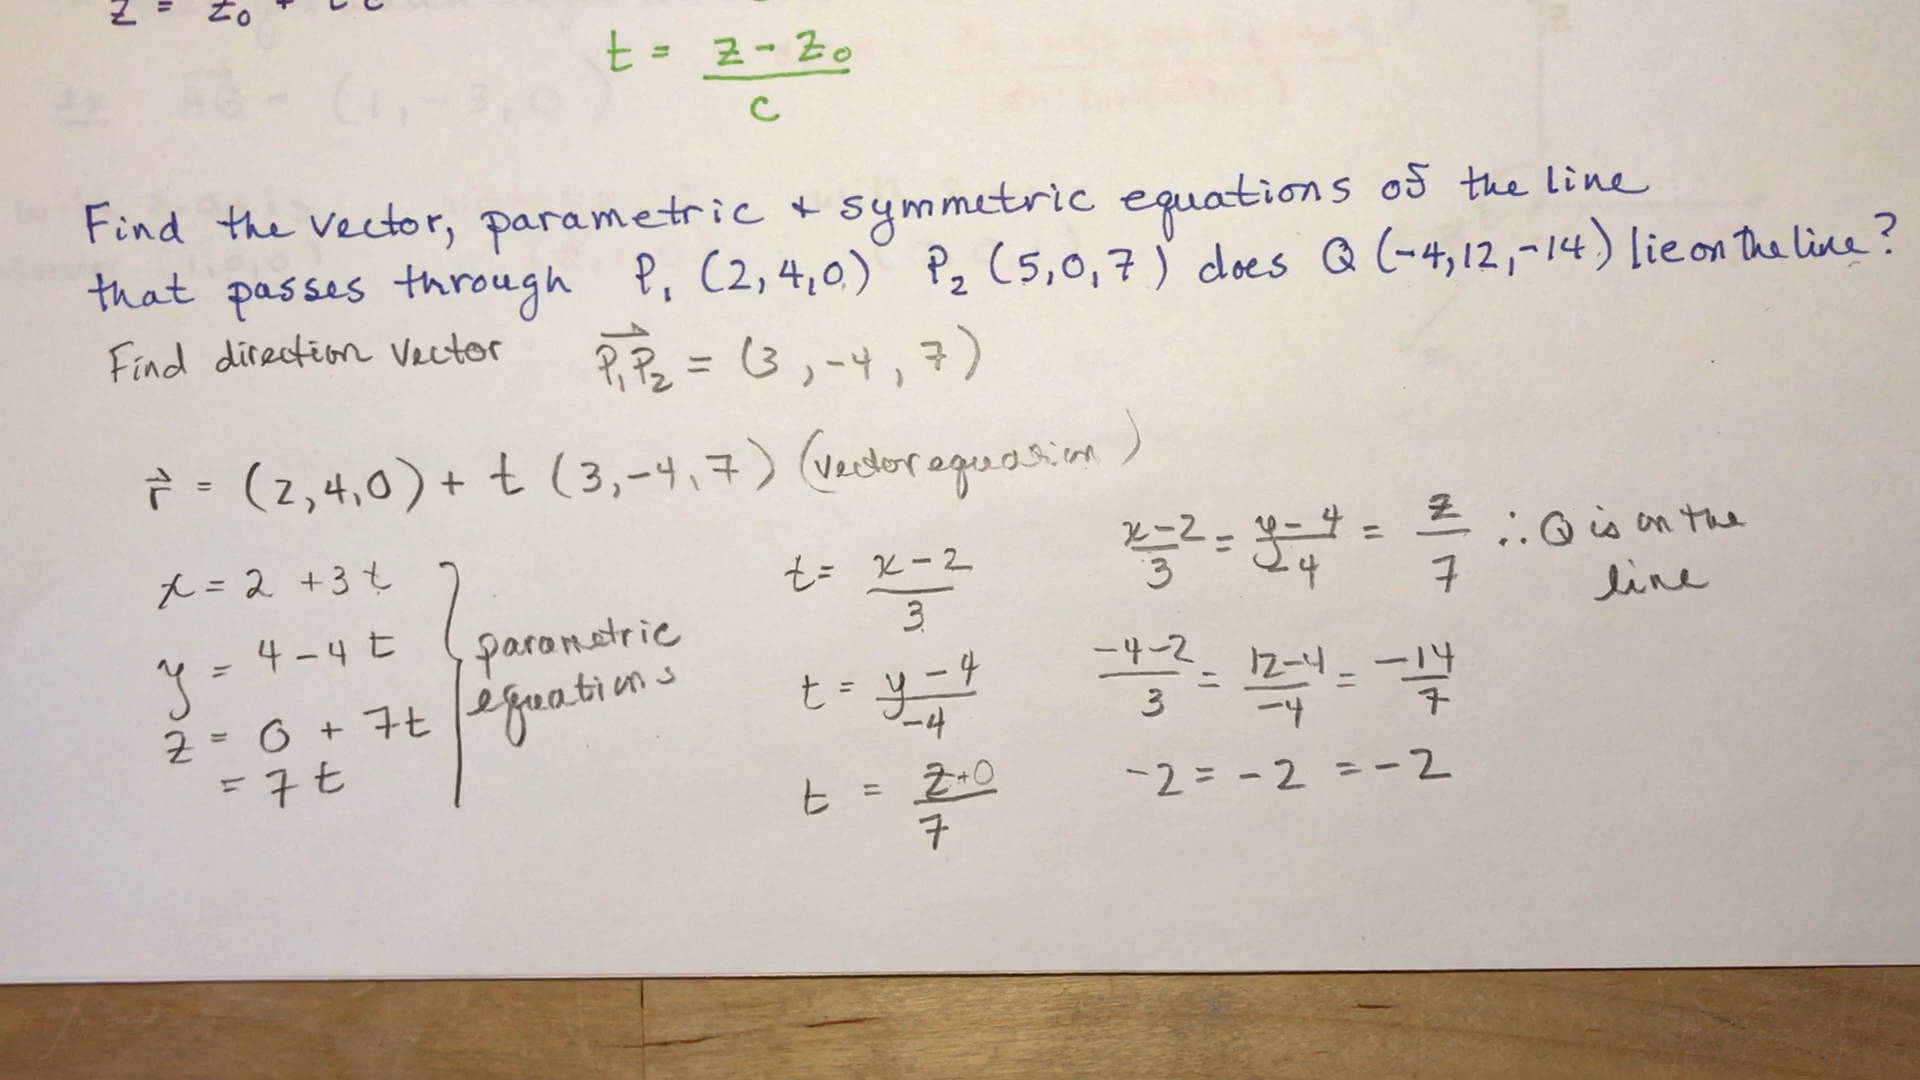 z = z₀ + tc
t = z - z₀ / c
Find the vector, parametric + symmetric equations of the line
that passes through P₁ (2,4,0) P₂ (5,0,7) does Q (-4,12,-14) lie on the line?
Find direction vector P₁P₂ = (3, -4, 7)
r = (2,4,0) + t (3,-4,7) (vector equation)
x = 2 + 3t
y = 4 - 4t
z = 0 + 7t
= 7t
parametric
equations
t = x - 2 / 3
t = y - 4 / -4
t = z+0 / 7
x-2 / 3 = y-4 / -4 = z / 7 ∴ Q is on the
line
-4-2 / 3 = 12-4 / -4 = -14 / 7
-2 = -2 = -2